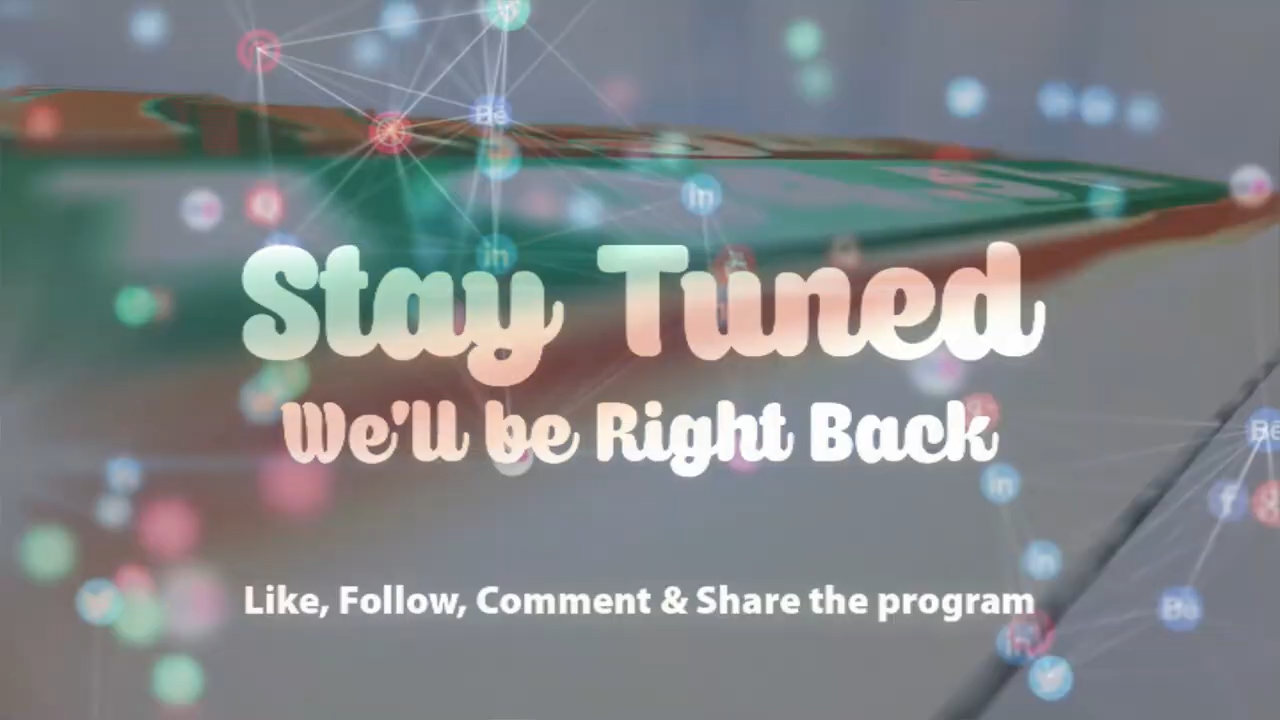 Stay Tuned
We'll be Right Back
Like, Follow, Comment & Share the program